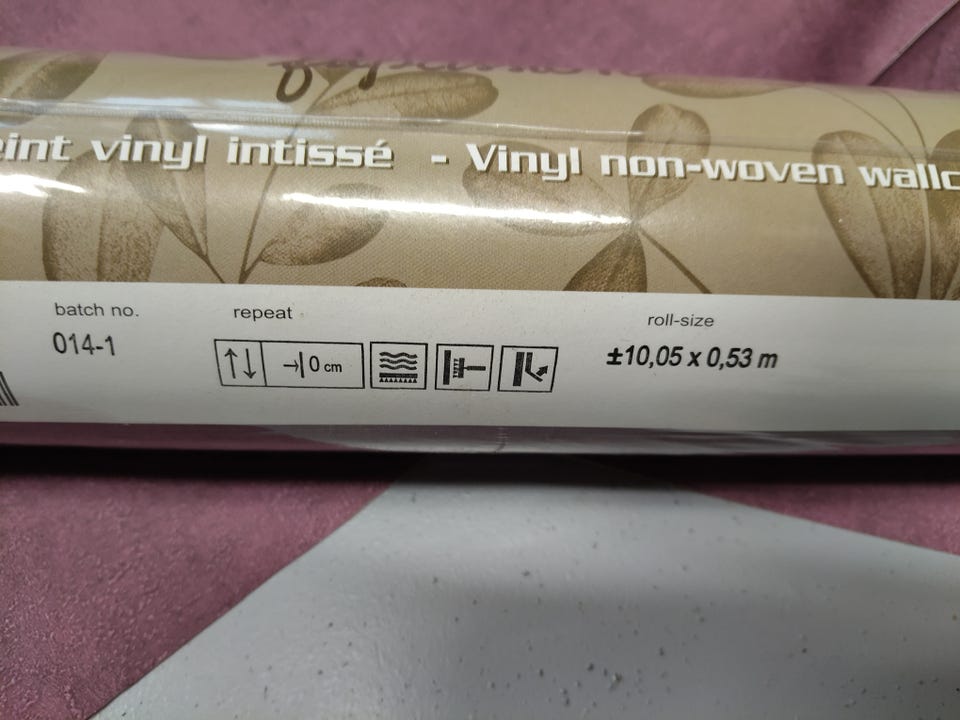 eint vinyl intissé - Vinyl non-woven wallc
batch no. repeat roll-size
014-1 0 cm ±10,05 x 0,53 m